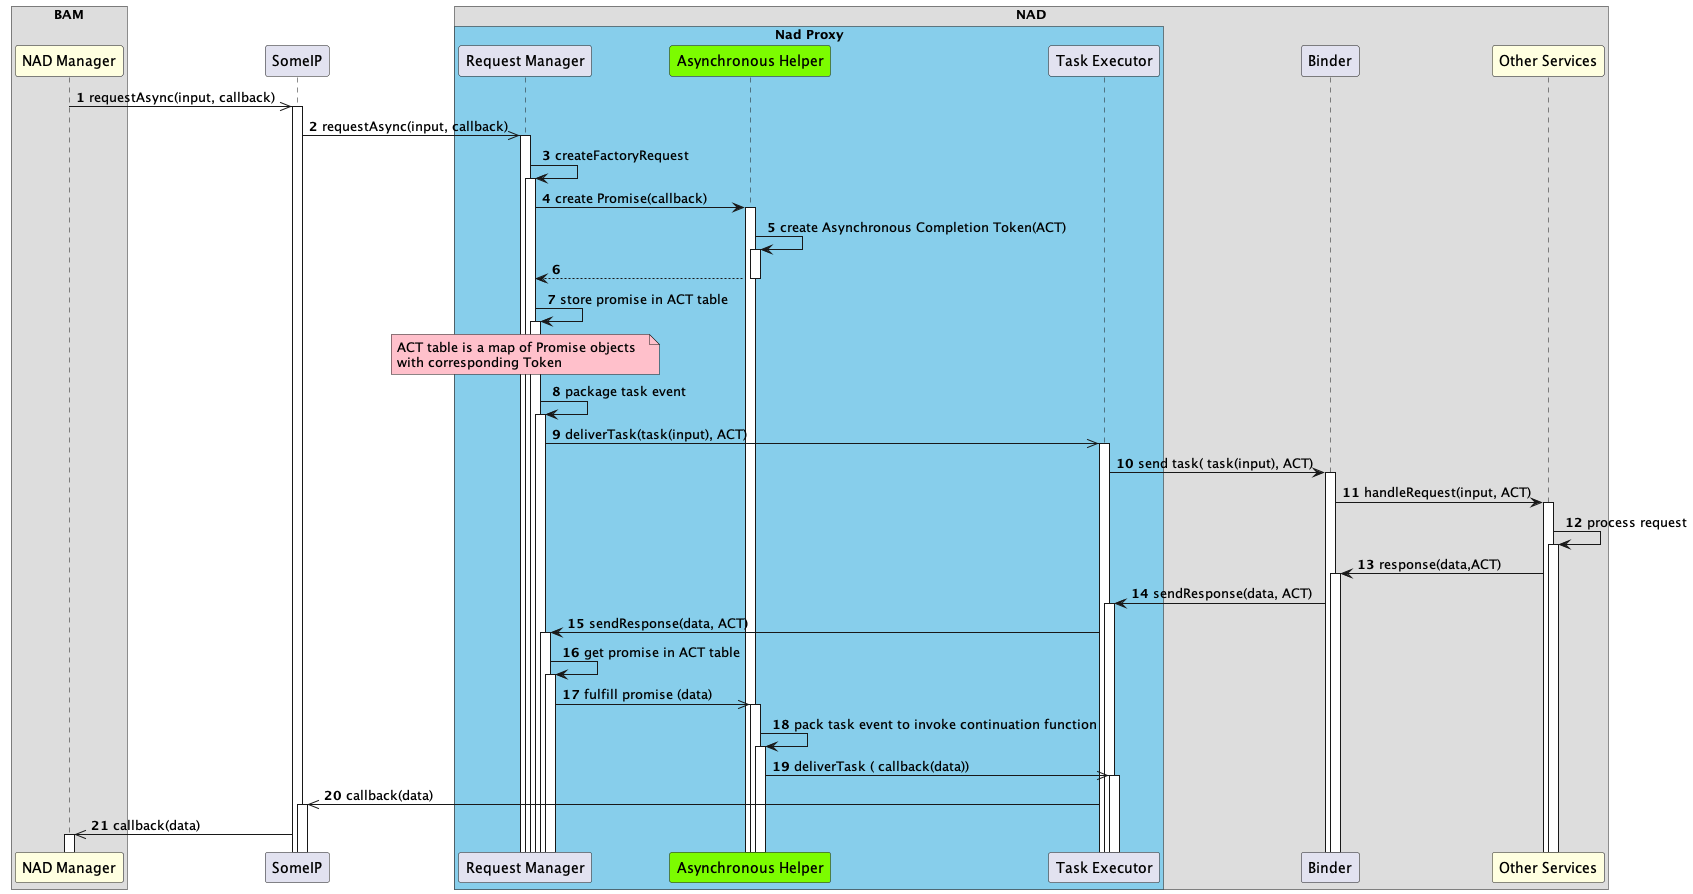 BAM
NAD
Nad Proxy
NAD Manager
SomeIP
Request Manager
Asynchronous Helper
Task Executor
Binder
Other Services
1 requestAsync(input, callback)
2 requestAsync(input, callback)
3 createFactoryRequest
4 create Promise(callback)
5 create Asynchronous Completion Token(ACT)
6
7 store promise in ACT table
ACT table is a map of Promise objects
with corresponding Token
8 package task event
9 deliverTask(task(input), ACT)
10 send task( task(input), ACT)
11 handleRequest(input, ACT)
12 process request
13 response(data,ACT)
14 sendResponse(data, ACT)
15 sendResponse(data, ACT)
16 get promise in ACT table
17 fulfill promise (data)
18 pack task event to invoke continuation function
19 deliverTask ( callback(data))
20 callback(data)
21 callback(data)
NAD Manager
SomeIP
Request Manager
Asynchronous Helper
Task Executor
Binder
Other Services